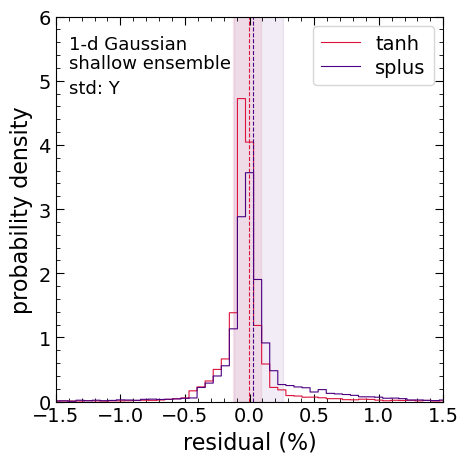 1-d Gaussian
shallow ensemble
std: Y
tanh
splus
probability density
6
5
4
3
2
1
0
−1.5 −1.0 −0.5 0.0 0.5 1.0 1.5
residual (%)